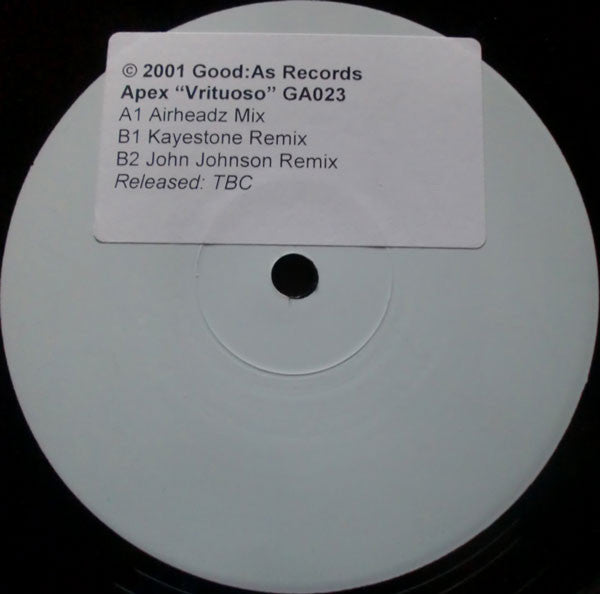 © 2001 Good:As Records
Apex “Vrituoso” GA023
A1 Airheadz Mix
B1 Kayestone Remix
B2 John Johnson Remix
Released: TBC